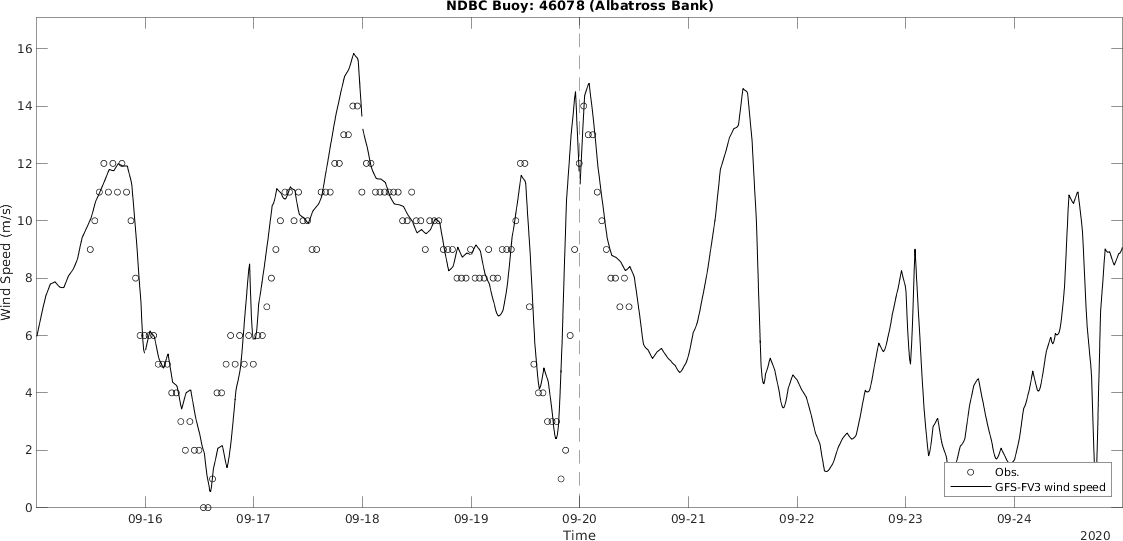 NDBC Buoy: 46078 (Albatross Bank)
Wind Speed (m/s)
16
14
12
10
8
6
4
2
0
09-16 09-17 09-18 09-19 09-20 09-21 09-22 09-23 09-24
Time
2020
Obs.
GFS-FV3 wind speed